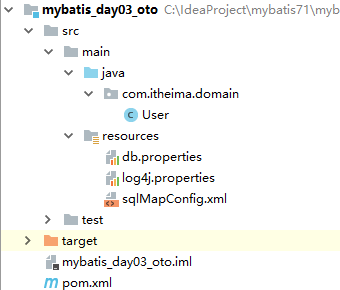 mybatis_day03_oto C:\IdeaProject\mybatis71\myb
src
main
java
com.itheima.domain
User
resources
db.properties
log4j.properties
sqlMapConfig.xml
test
target
mybatis_day03_oto.iml
pom.xml